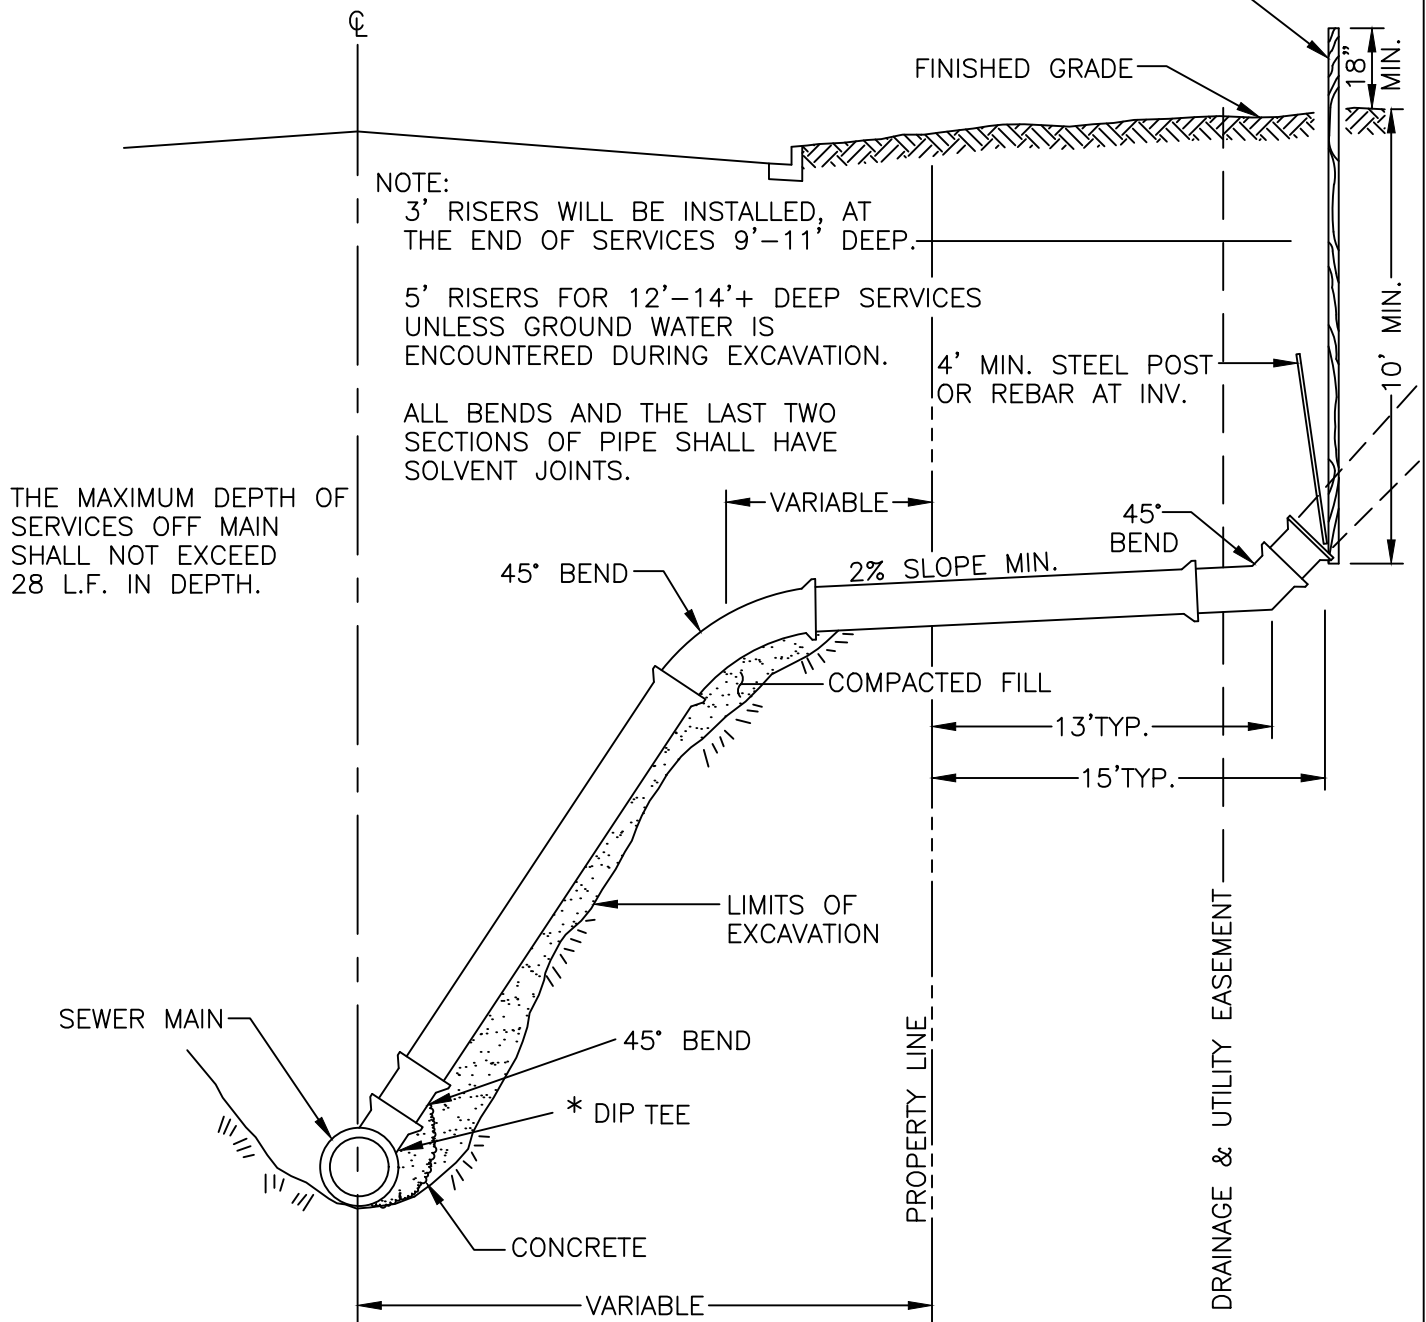 ℄
FINISHED GRADE
18" MIN.
NOTE:
3' RISERS WILL BE INSTALLED, AT
THE END OF SERVICES 9'-11' DEEP.
5' RISERS FOR 12'-14'+ DEEP SERVICES
UNLESS GROUND WATER IS
ENCOUNTERED DURING EXCAVATION.
ALL BENDS AND THE LAST TWO
SECTIONS OF PIPE SHALL HAVE
SOLVENT JOINTS.
10' MIN.
4' MIN. STEEL POST
OR REBAR AT INV.
THE MAXIMUM DEPTH OF
SERVICES OFF MAIN
SHALL NOT EXCEED
28 L.F. IN DEPTH.
VARIABLE
45° BEND
2% SLOPE MIN.
45°
BEND
COMPACTED FILL
13'TYP.
15'TYP.
LIMITS OF
EXCAVATION
SEWER MAIN
45° BEND
* DIP TEE
CONCRETE
PROPERTY LINE
DRAINAGE & UTILITY EASEMENT
VARIABLE